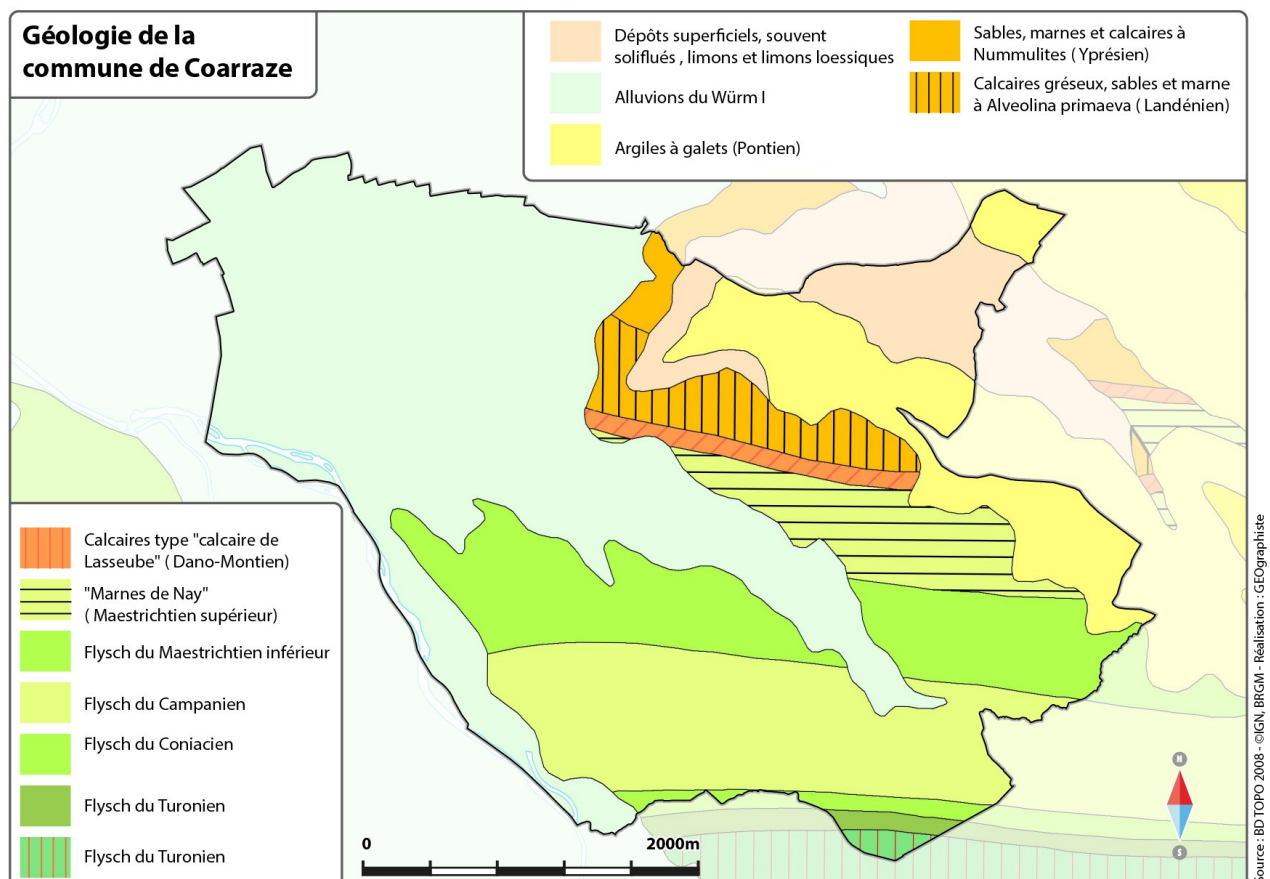 Géologie de la
commune de Coarraze
Dépôts superficiels, souvent
soliflués , limons et limons loessiques
Alluvions du Würm I
Argiles à galets (Pontien)
Sables, marnes et calcaires à
Nummulites ( Yprésien)
Calcaires gréseux, sables et marne
à Alveolina primaeva ( Landénien)
Calcaires type "calcaire de
Lasseube" ( Dano-Montien)
"Marnes de Nay"
( Maestrichtien supérieur)
Flysch du Maestrichtien inférieur
Flysch du Campanien
Flysch du Coniacien
Flysch du Turonien
Flysch du Turonien
0 2000m
N
S
Source : BD TOPO 2008 - ©IGN, BRGM - Réalisation : GEOgraphiste